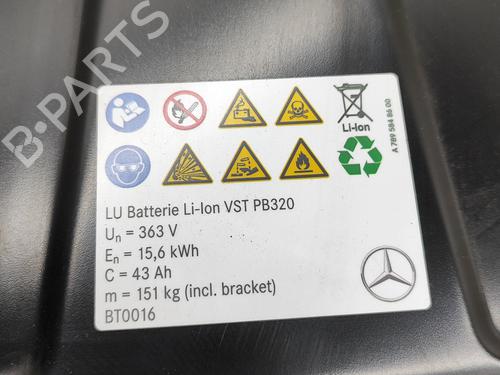 B-PARTS
Li-Ion
A 789 584 86 00
LU Batterie Li-Ion VST PB320
Un = 363 V
En = 15,6 kWh
C = 43 Ah
m = 151 kg (incl. bracket)
BT0016